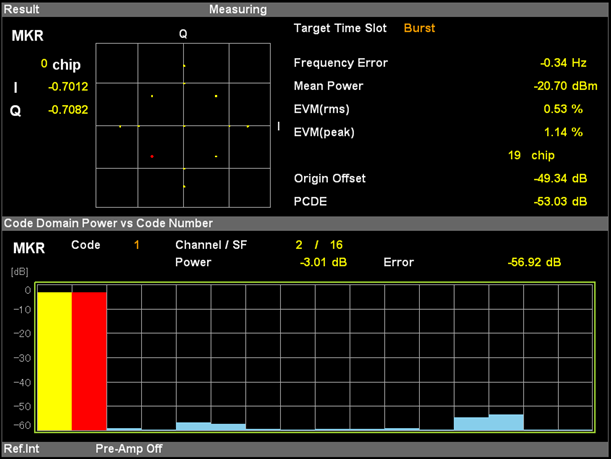 Result Measuring
MKR Q Target Time Slot Burst
0 chip Frequency Error -0.34 Hz
I -0.7012 Mean Power -20.70 dBm
Q -0.7082 EVM(rms) 0.53 %
I EVM(peak) 1.14 %
19 chip
Origin Offset -49.34 dB
PCDE -53.03 dB
Code Domain Power vs Code Number
MKR Code 1 Channel / SF 2 / 16
Power -3.01 dB Error -56.92 dB
[dB]
0
-10
-20
-30
-40
-50
-60
Ref.Int Pre-Amp Off